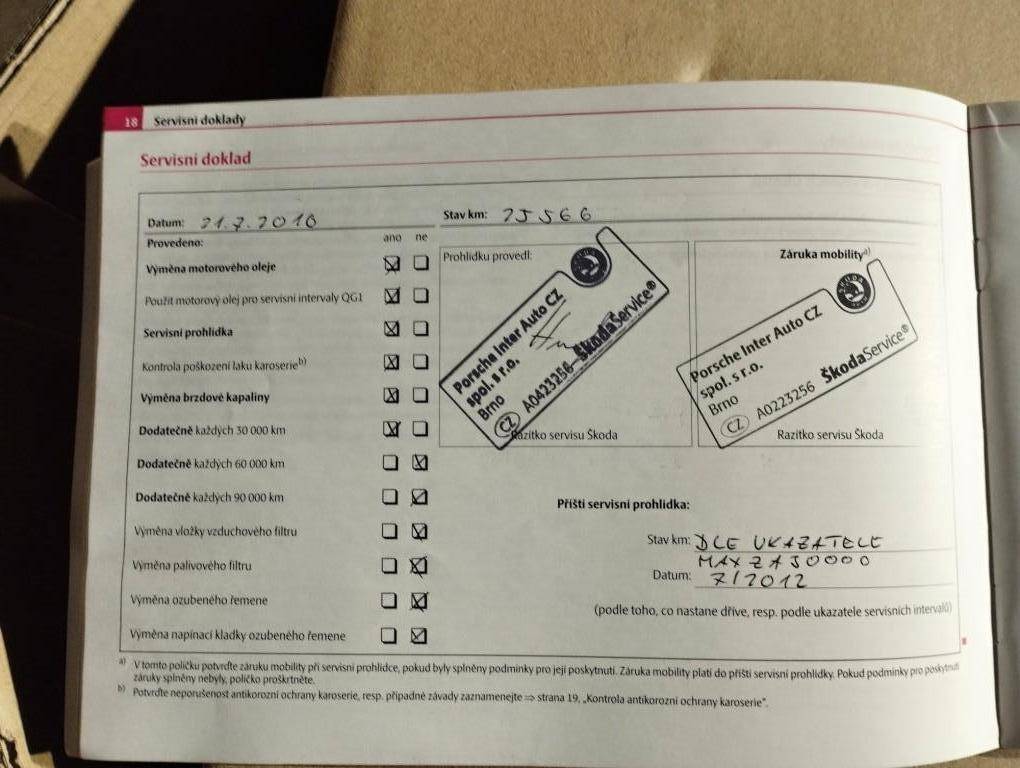 18 Servisní doklady
Servisní doklad
Datum: 21.7.2010
Stav km: 25566
Provedeno: ano ne
Výměna motorového oleje
Použit motorový olej pro servisní intervaly QG1
Servisní prohlídka
Kontrola poškození laku karoserie b)
Výměna brzdové kapaliny
Dodatečně každých 30 000 km
Dodatečně každých 60 000 km
Dodatečně každých 90 000 km
Výměna vložky vzduchového filtru
Výměna palivového filtru
Výměna ozubeného řemene
Výměna napínací kladky ozubeného řemene
Prohlídku provedl:
Porsche Inter Auto CZ
spol. s r.o.
Brno
CZ A0423256 ŠkodaService®
Razítko servisu Škoda
Záruka mobility a)
ŠKODA
Porsche Inter Auto CZ
spol. s r.o.
Brno
CZ A0223256 ŠkodaService®
Razítko servisu Škoda
Příští servisní prohlídka:
Stav km: DLE UKAZATELE
MAX ZA 30000
Datum: 7/2012
(podle toho, co nastane dříve, resp. podle ukazatele servisních intervalů)
a) V tomto políčku potvrďte záruku mobility při servisní prohlídce, pokud byly splněny podmínky pro její poskytnutí. Záruka mobility platí do příští servisní prohlídky. Pokud podmínky pro poskytnutí
záruky splněny nebyly, políčko proškrtněte.
b) Potvrďte neporušenost antikorozní ochrany karoserie, resp. případné závady zaznamenejte ⇒ strana 19, „Kontrola antikorozní ochrany karoserie".